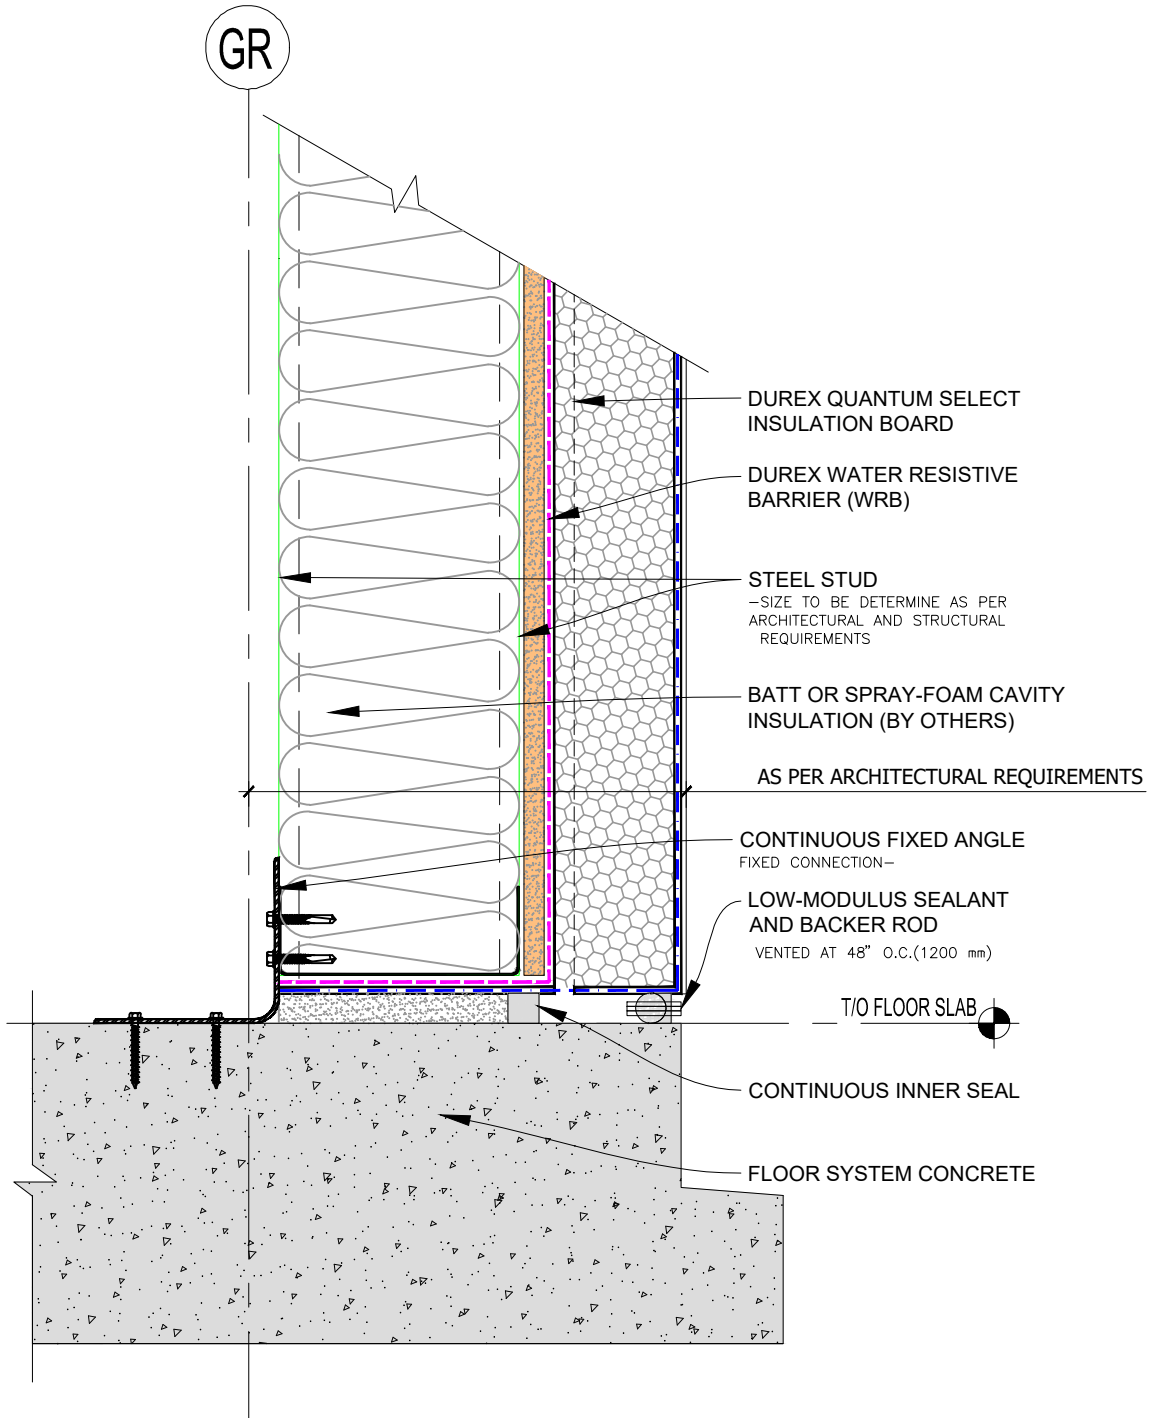 GR
DUREX QUANTUM SELECT
INSULATION BOARD
DUREX WATER RESISTIVE
BARRIER (WRB)
STEEL STUD
-SIZE TO BE DETERMINE AS PER
ARCHITECTURAL AND STRUCTURAL
REQUIREMENTS
BATT OR SPRAY-FOAM CAVITY
INSULATION (BY OTHERS)
AS PER ARCHITECTURAL REQUIREMENTS
CONTINUOUS FIXED ANGLE
FIXED CONNECTION-
LOW-MODULUS SEALANT
AND BACKER ROD
VENTED AT 48" O.C.(1200 mm)
T/O FLOOR SLAB
CONTINUOUS INNER SEAL
FLOOR SYSTEM CONCRETE